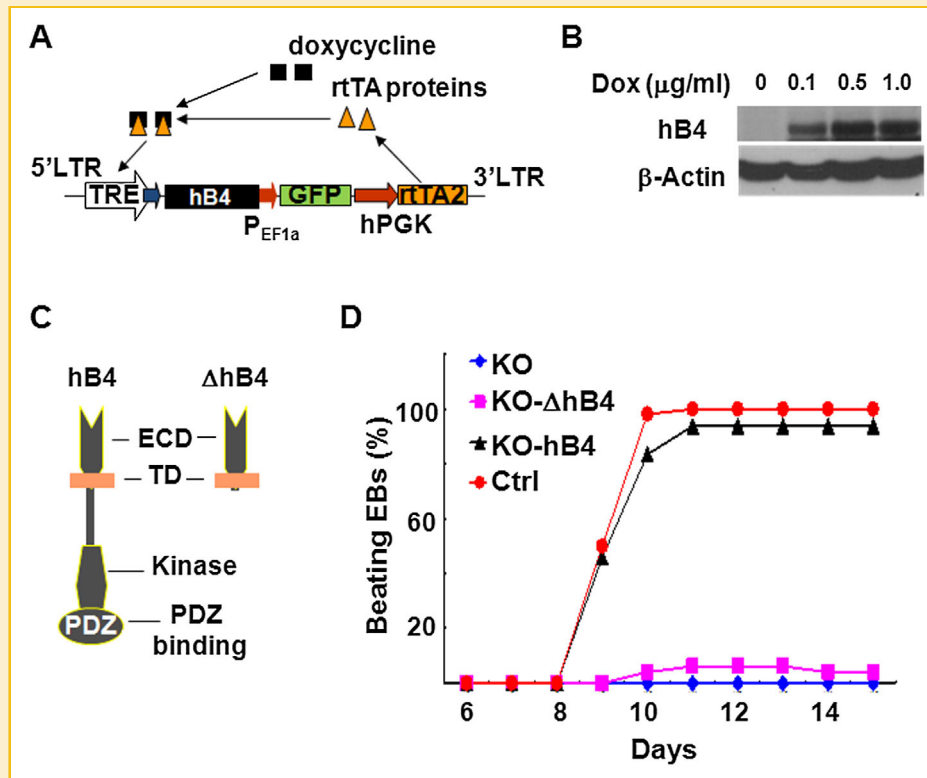 A
doxycycline
rtTA proteins
5'LTR
TRE
hB4
GFP
rtTA2
3'LTR
P_EF1a
hPGK
B
Dox (μg/ml) 0 0.1 0.5 1.0
hB4
β-Actin
C
hB4 ΔhB4
ECD
TD
Kinase
PDZ
PDZ
binding
D
KO
KO-ΔhB4
KO-hB4
Ctrl
Beating EBs (%)
100
60
20
6 8 10 12 14
Days